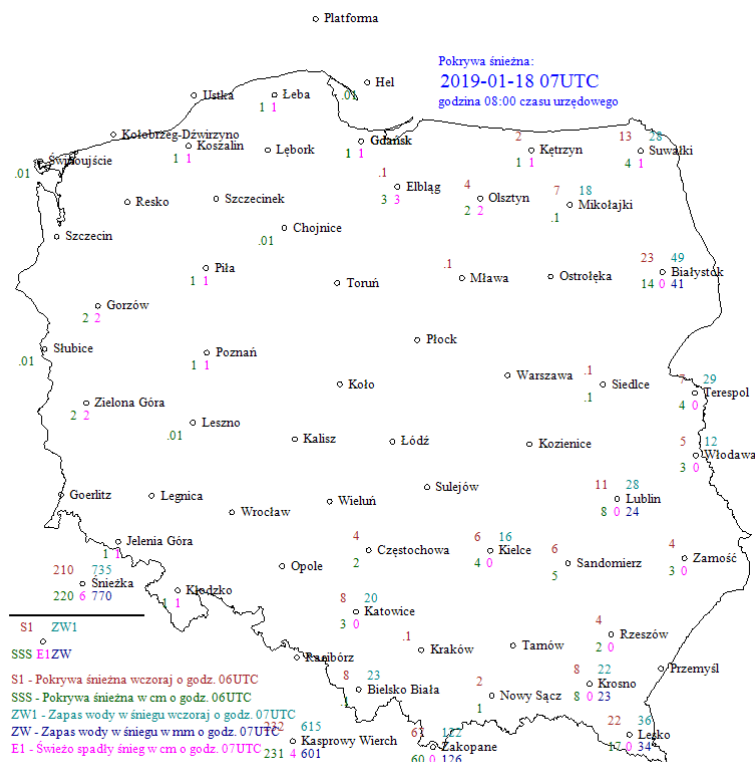 Platforma
Pokrywa śnieżna:
2019-01-18 07UTC
godzina 08:00 czasu urzędowego
Hel
.01
Ustka
Łeba
1 1
Kołobrzeg-Dźwirzyno
Koszalin
1 1
Lębork
Gdańsk
1 1
2
Kętrzyn
1 1
13 28
Suwałki
4 1
Świnoujście
.01
.1
Elbląg
3 3
4
Olsztyn
2 2
7 18
Mikołajki
.1
Resko
Szczecinek
Chojnice
.01
Szczecin
Piła
1 1
Toruń
.1
Mława
Ostrołęka
23 49
Białystok
14 0 41
Gorzów
2 2
Słubice
.01
Poznań
1 1
Płock
Koło
Warszawa
.1
Siedlce
.1
7 29
Terespol
4 0
Zielona Góra
2 2
Leszno
.01
Kalisz
Łódź
Kozienice
5 12
Włodawa
3 0
Goerlitz
Legnica
Wrocław
Wieluń
Sulejów
11 28
Lublin
8 0 24
Jelenia Góra
1 1
Opole
4
Częstochowa
2
6 16
Kielce
4 0
6
Sandomierz
5
4
Zamość
3 0
210 735
Śnieżka
220 6 770
Kłodzko
1 1
8 20
Katowice
3 0
S1 ZW1
SSS E1 ZW
.1
Kraków
Tarnów
4
Rzeszów
2 0
Racibórz
Przemyśl
S1 - Pokrywa śnieżna wczoraj o godz. 06UTC
SSS - Pokrywa śnieżna w cm o godz. 06UTC
ZW1 - Zapas wody w śniegu wczoraj o godz. 07UTC
ZW - Zapas wody w śniegu w mm o godz. 07UTC
E1 - Świeżo spadły śnieg w cm o godz. 07UTC
8 23
Bielsko Biała
2
Nowy Sącz
1
8 22
Krosno
8 0 23
232 615
Kasprowy Wierch
231 4 601
122
Zakopane
60 0 126
22 36
Lesko
0 34